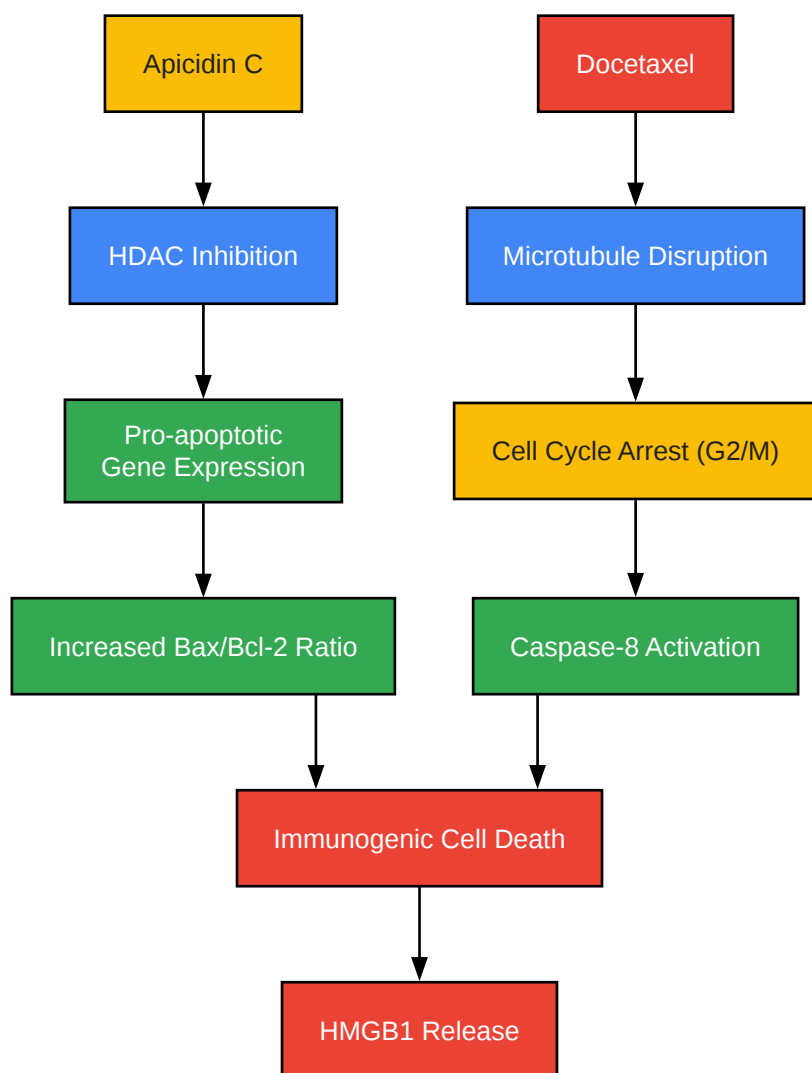 Apicidin C
Docetaxel
HDAC Inhibition
Microtubule Disruption
Pro-apoptotic
Gene Expression
Cell Cycle Arrest (G2/M)
Increased Bax/Bcl-2 Ratio
Caspase-8 Activation
Immunogenic Cell Death
HMGB1 Release